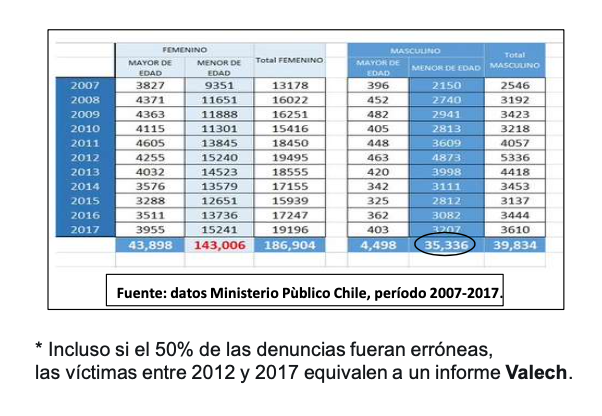 FEMENINO MASCULINO
MAYOR DE EDAD MENOR DE EDAD Total FEMENINO MAYOR DE EDAD MENOR DE EDAD Total MASCULINO
2007 3827 9351 13178 396 2150 2546
2008 4371 11651 16022 452 2740 3192
2009 4363 11888 16251 482 2941 3423
2010 4115 11301 15416 405 2813 3218
2011 4605 13845 18450 448 3609 4057
2012 4255 15240 19495 463 4873 5336
2013 4032 14523 18555 420 3998 4418
2014 3576 13579 17155 342 3111 3453
2015 3288 12651 15939 325 2812 3137
2016 3511 13736 17247 362 3082 3444
2017 3955 15241 19196 403 3207 3610
43,898 143,006 186,904 4,498 35,336 39,834
Fuente: datos Ministerio Pùblico Chile, período 2007-2017.
* Incluso si el 50% de las denuncias fueran erróneas,
las víctimas entre 2012 y 2017 equivalen a un informe Valech.